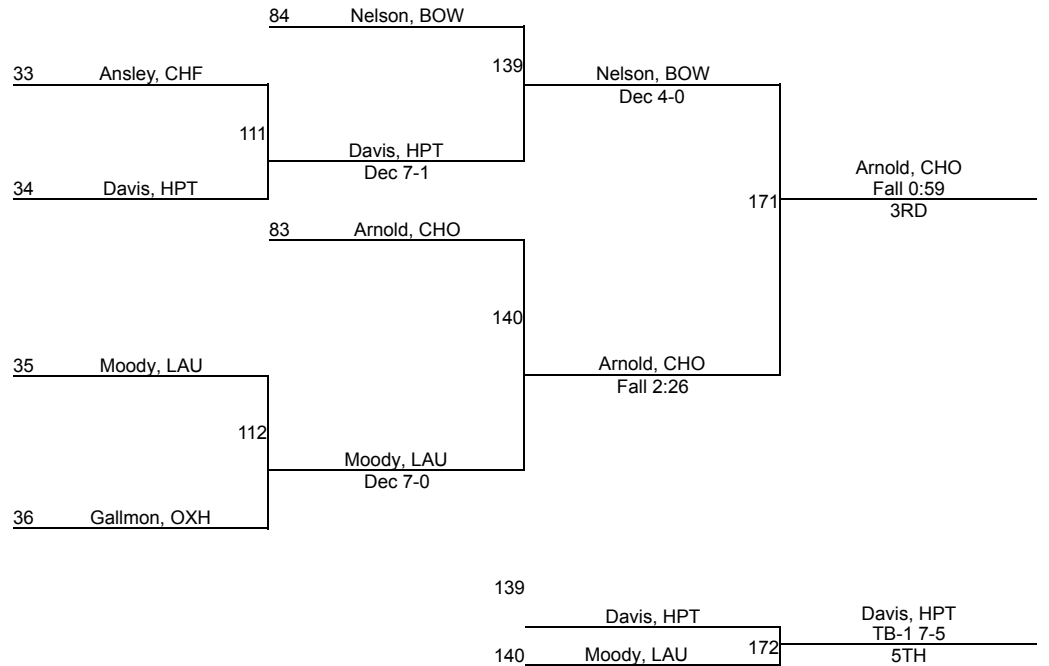 84 Nelson, BOW
33 Ansley, CHF
139
Nelson, BOW
Dec 4-0
111
Davis, HPT
Dec 7-1
34 Davis, HPT
Arnold, CHO
Fall 0:59
171
3RD
83 Arnold, CHO
140
35 Moody, LAU
Arnold, CHO
Fall 2:26
112
Moody, LAU
Dec 7-0
36 Gallmon, OXH
139
Davis, HPT
Davis, HPT
TB-1 7-5
140 Moody, LAU
172
5TH